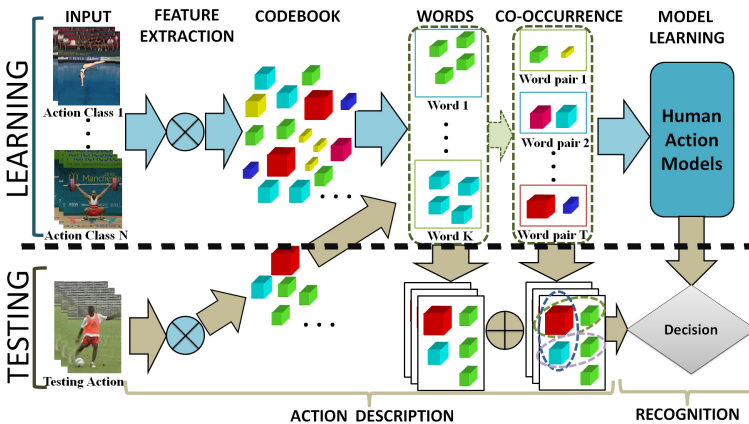 INPUT
FEATURE
EXTRACTION
CODEBOOK
WORDS
CO-OCCURRENCE
MODEL
LEARNING
LEARNING
Action Class 1
Manchester
Action Class N
Word 1
Word K
Word pair 1
Word pair 2
Word pair T
Human
Action
Models
TESTING
Testing Action
Decision
ACTION DESCRIPTION
RECOGNITION